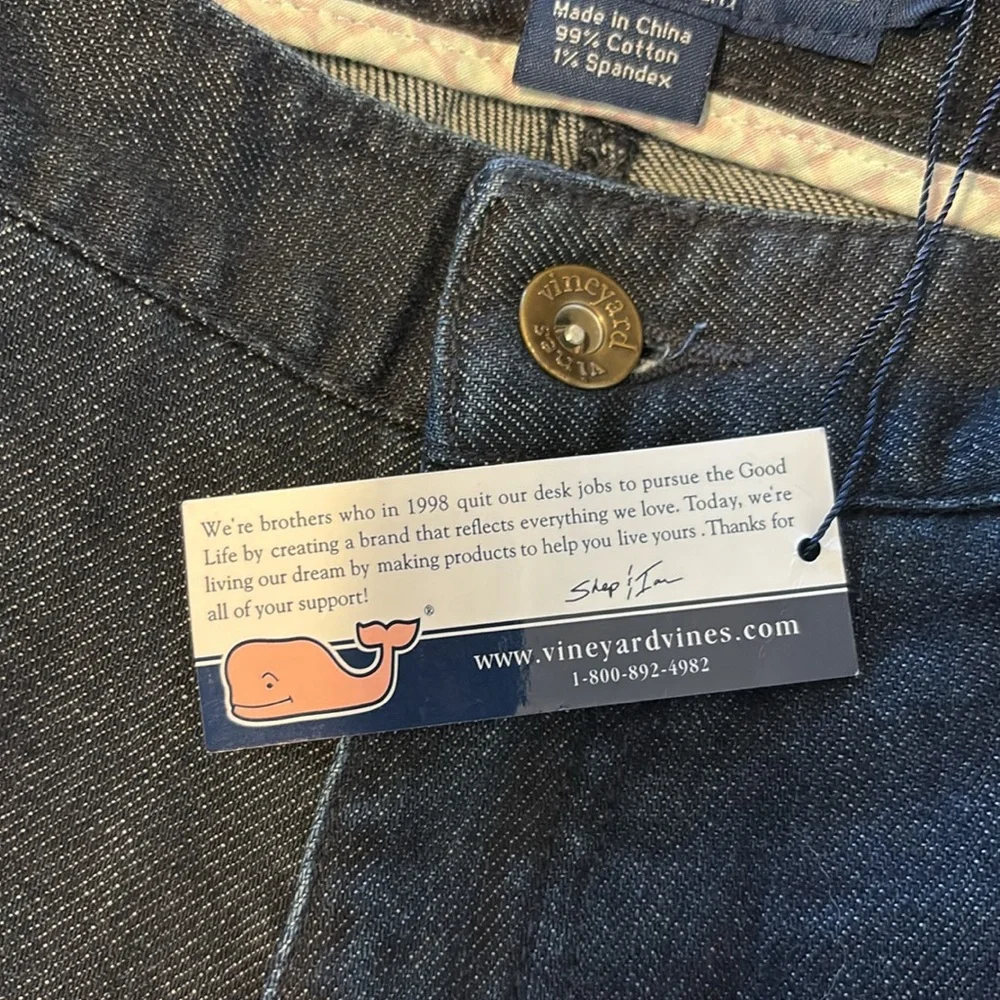 Made in China
99% Cotton
1% Spandex
vineyard
vines
We're brothers who in 1998 quit our desk jobs to pursue the Good
Life by creating a brand that reflects everything we love. Today, we're
living our dream by making products to help you live yours . Thanks for
all of your support!
Shep & Ian
®
www.vineyardvines.com
1-800-892-4982